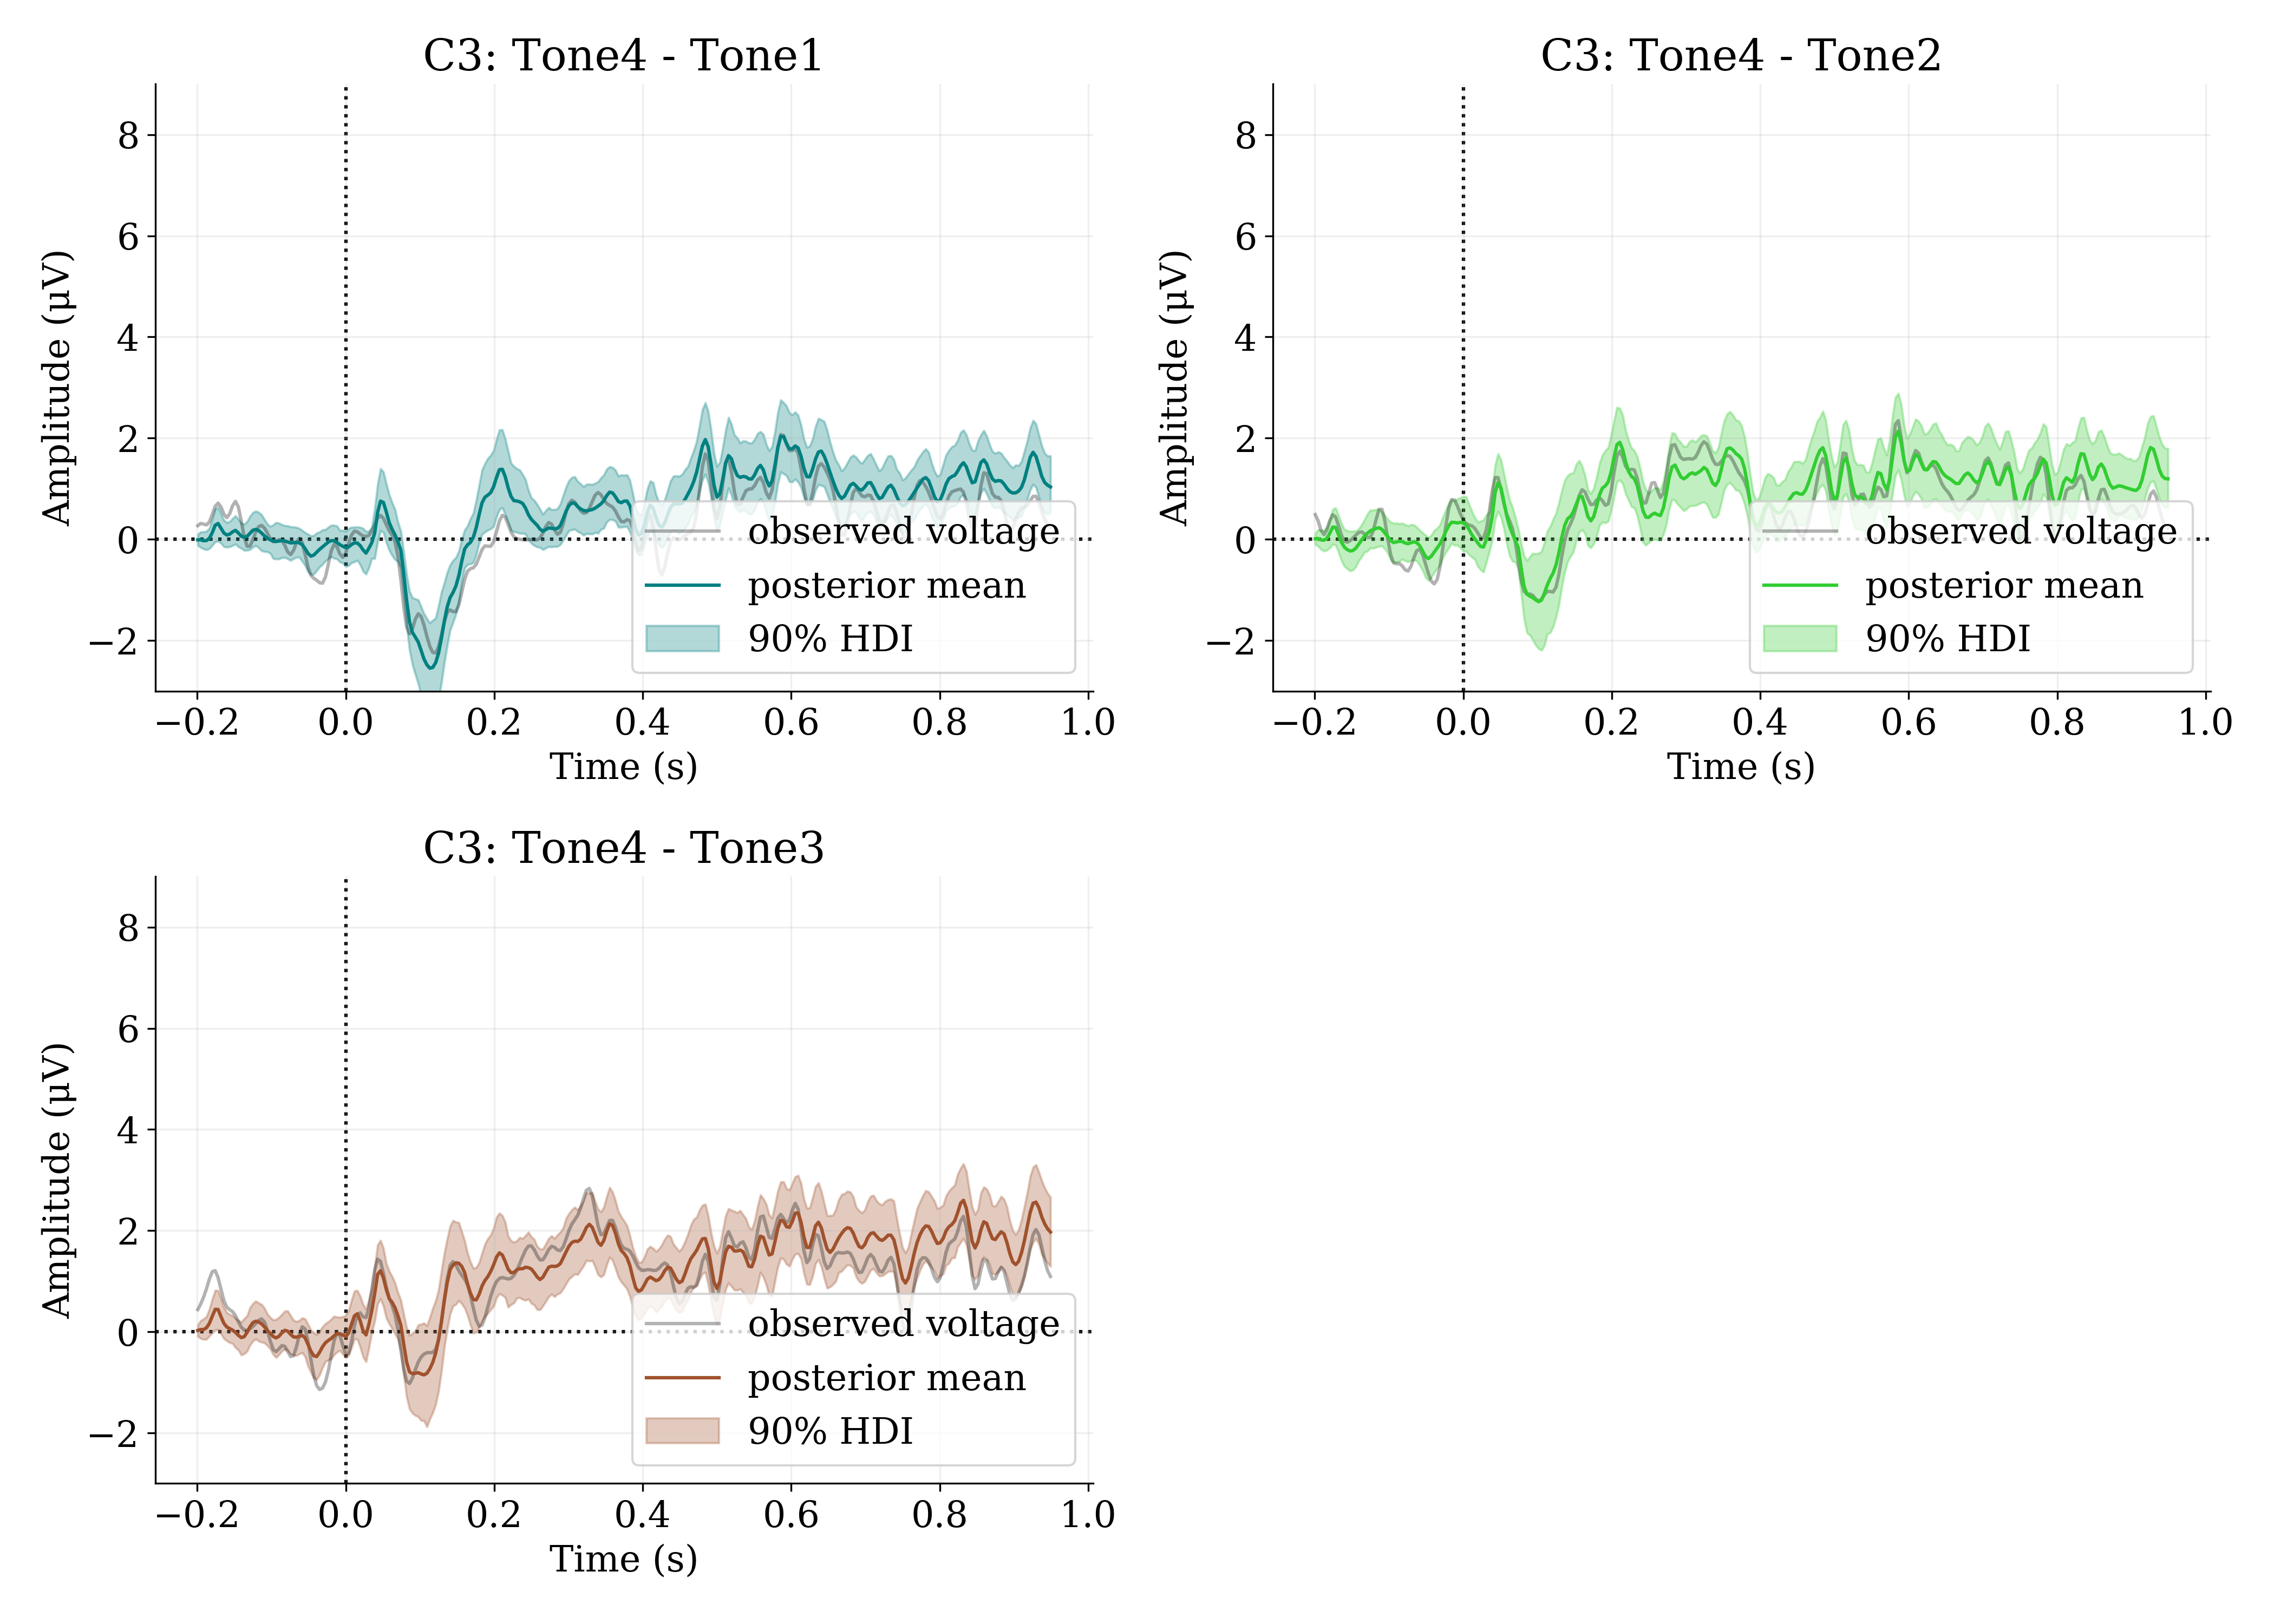 C3: Tone4 - Tone1
Amplitude (μV)
8
6
4
2
0
−2
observed voltage
posterior mean
90% HDI
−0.2 0.0 0.2 0.4 0.6 0.8 1.0
Time (s)
C3: Tone4 - Tone2
Amplitude (μV)
8
6
4
2
0
−2
observed voltage
posterior mean
90% HDI
−0.2 0.0 0.2 0.4 0.6 0.8 1.0
Time (s)
C3: Tone4 - Tone3
Amplitude (μV)
8
6
4
2
0
−2
observed voltage
posterior mean
90% HDI
−0.2 0.0 0.2 0.4 0.6 0.8 1.0
Time (s)